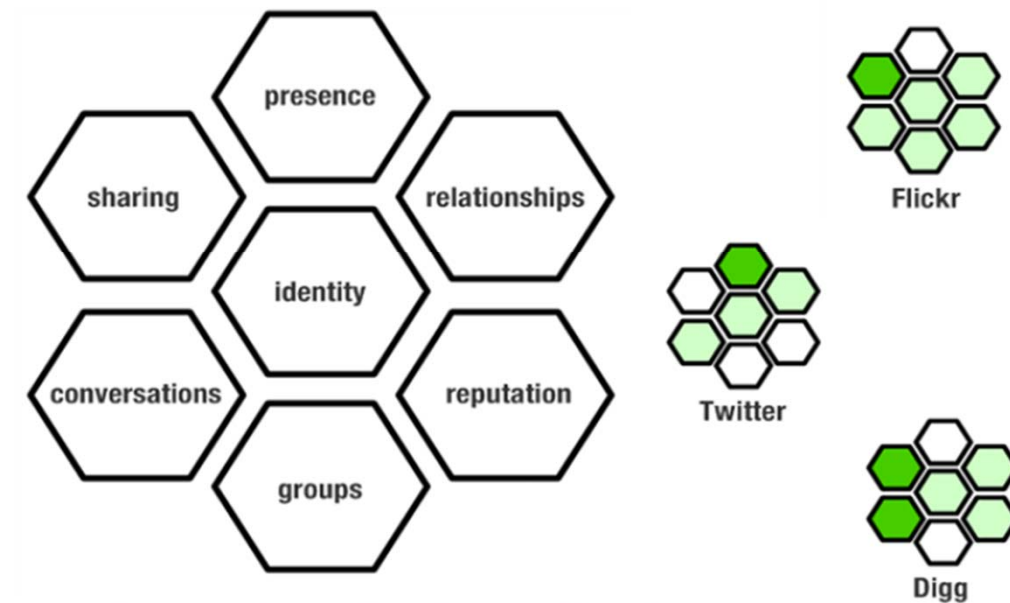 presence
sharing
relationships
identity
conversations
reputation
groups
Flickr
Twitter
Digg